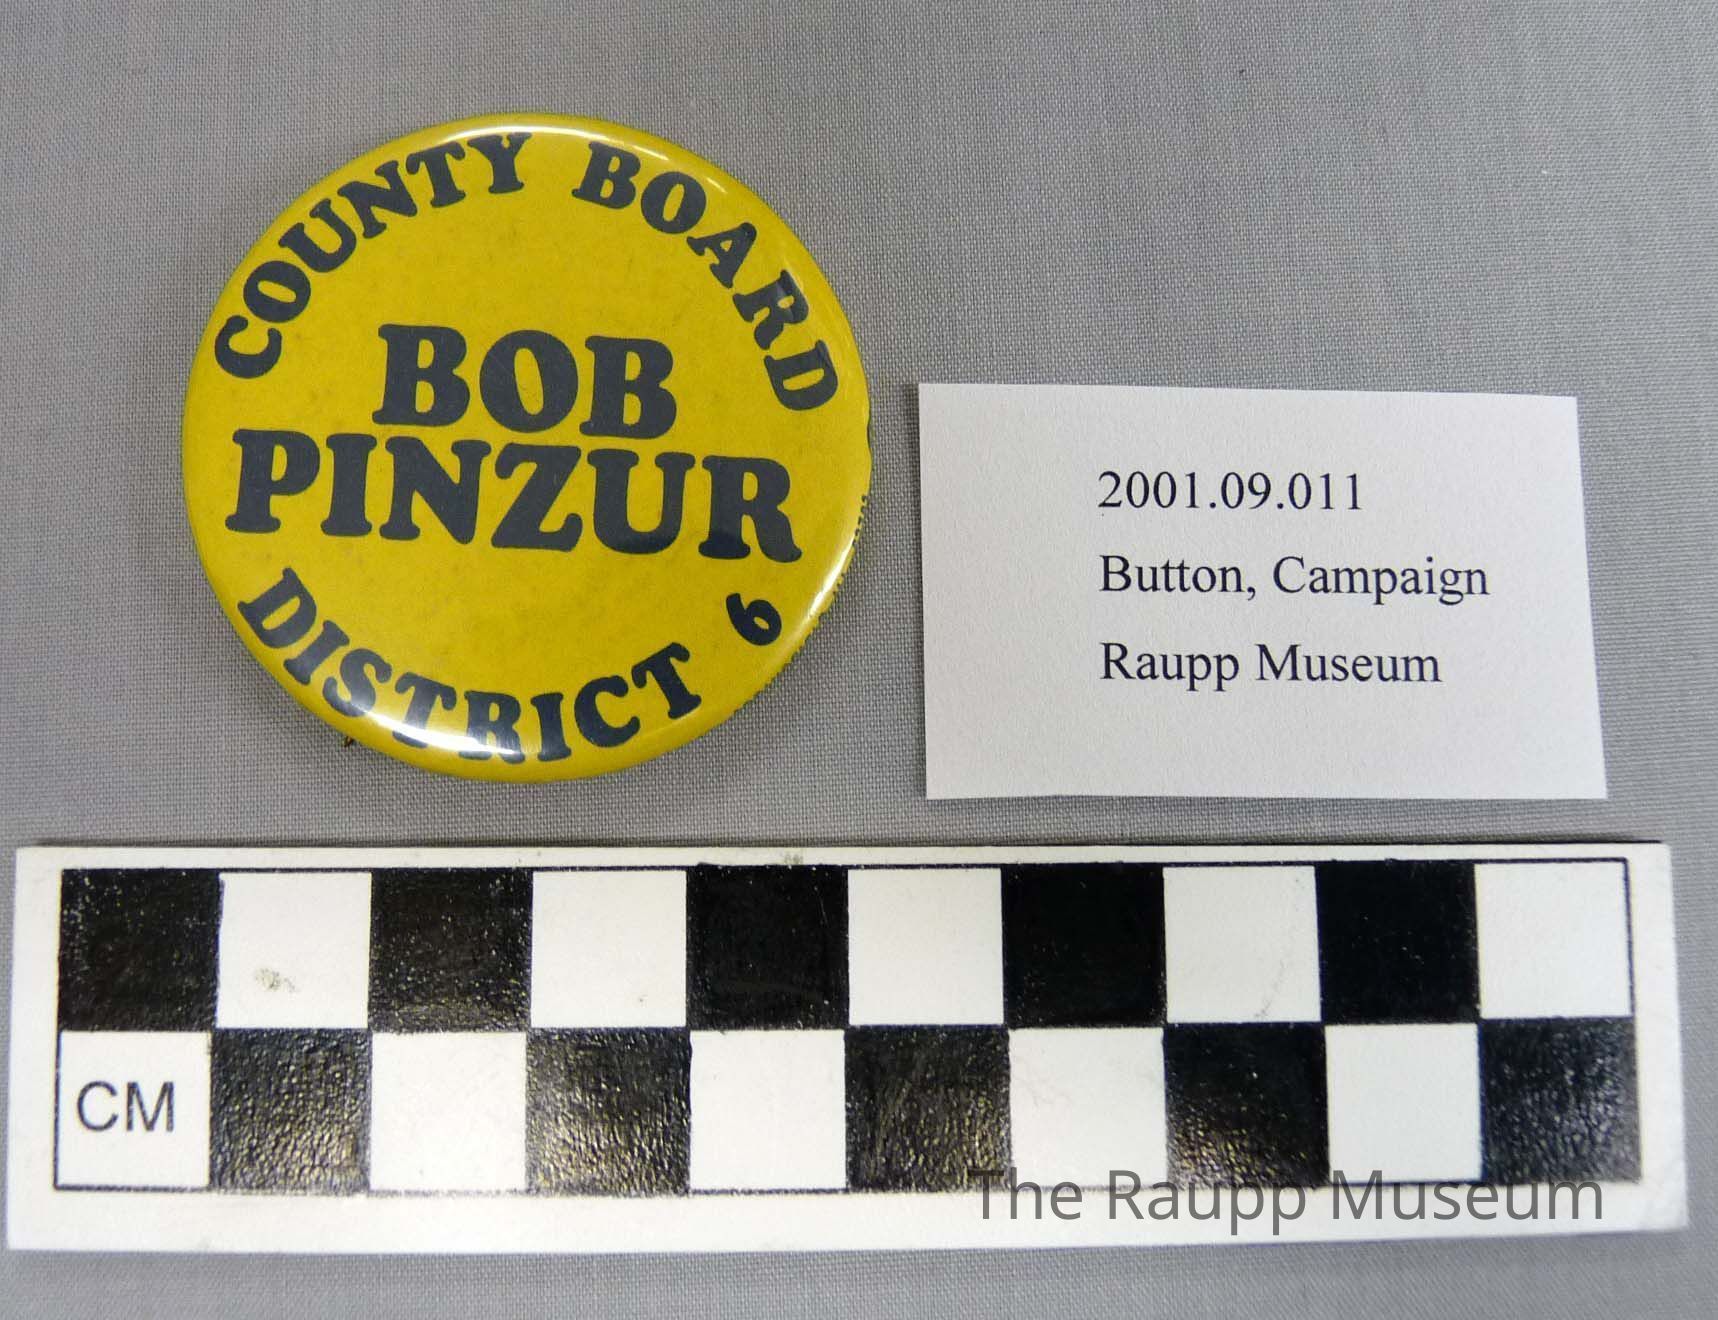 COUNTY BOARD
BOB
PINZUR
DISTRICT 6
2001.09.011
Button, Campaign
Raupp Museum
CM
The Raupp Museum